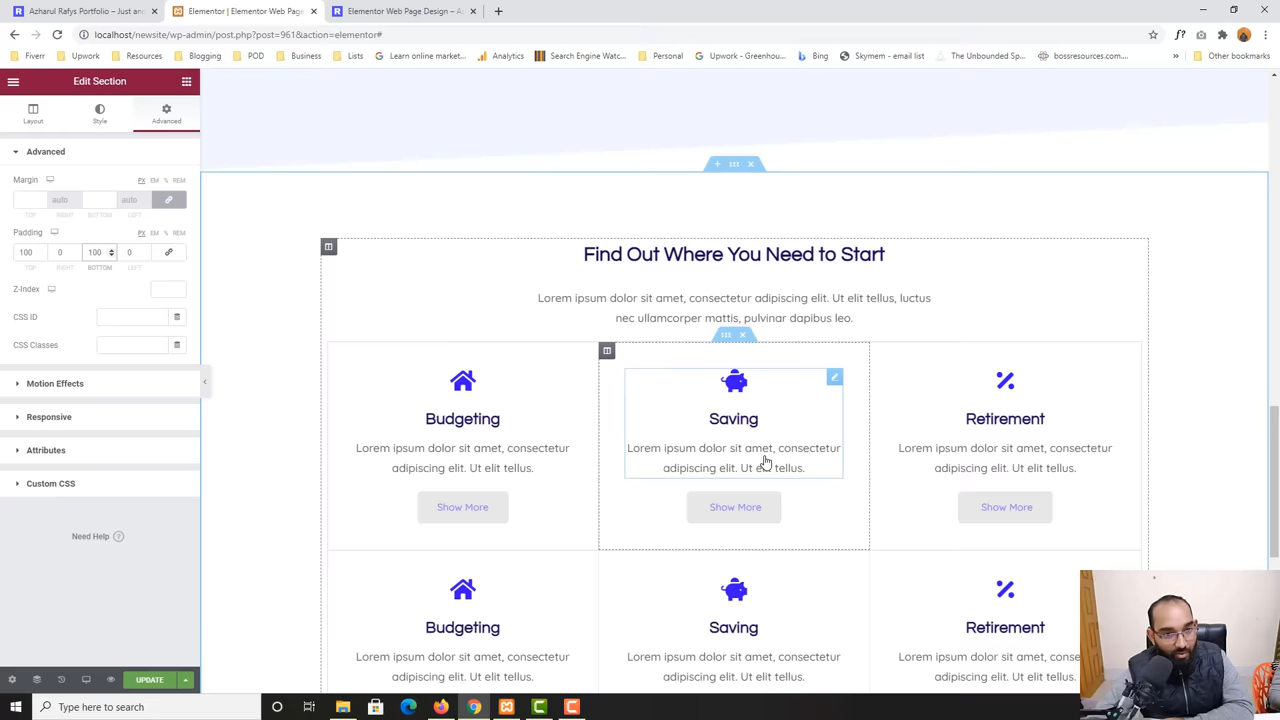 Azharul Rafys Portfolio – Just an
Elementor | Elementor Web Page
Elementor Web Page Design – Az
localhost/newsite/wp-admin/post.php?post=961&action=elementor#
Fiverr
Upwork
Resources
Blogging
POD
Business
Lists
Learn online market...
Analytics
Search Engine Watc...
Personal
Upwork - Greenhou...
Bing
Skymem - email list
The Unbounded Sp...
bossresources.com...
Other bookmarks
Edit Section
Layout
Style
Advanced
Advanced
Margin
PX EM % REM
auto auto
TOP RIGHT BOTTOM LEFT
Padding
PX EM % REM
100 0 100 0
TOP RIGHT BOTTOM LEFT
Z-Index
CSS ID
CSS Classes
Motion Effects
Responsive
Attributes
Custom CSS
Need Help ?
UPDATE
Find Out Where You Need to Start
Lorem ipsum dolor sit amet, consectetur adipiscing elit. Ut elit tellus, luctus
nec ullamcorper mattis, pulvinar dapibus leo.
Budgeting
Lorem ipsum dolor sit amet, consectetur
adipiscing elit. Ut elit tellus.
Show More
Saving
Lorem ipsum dolor sit amet, consectetur
adipiscing elit. Ut elit tellus.
Show More
Retirement
Lorem ipsum dolor sit amet, consectetur
adipiscing elit. Ut elit tellus.
Show More
Budgeting
Lorem ipsum dolor sit amet, consectetur
adipiscing elit. Ut elit tellus.
Saving
Lorem ipsum dolor sit amet, consectetur
adipiscing elit. Ut elit tellus.
Retirement
Lorem ipsum dolor sit
adipiscing elit. Ut
Type here to search